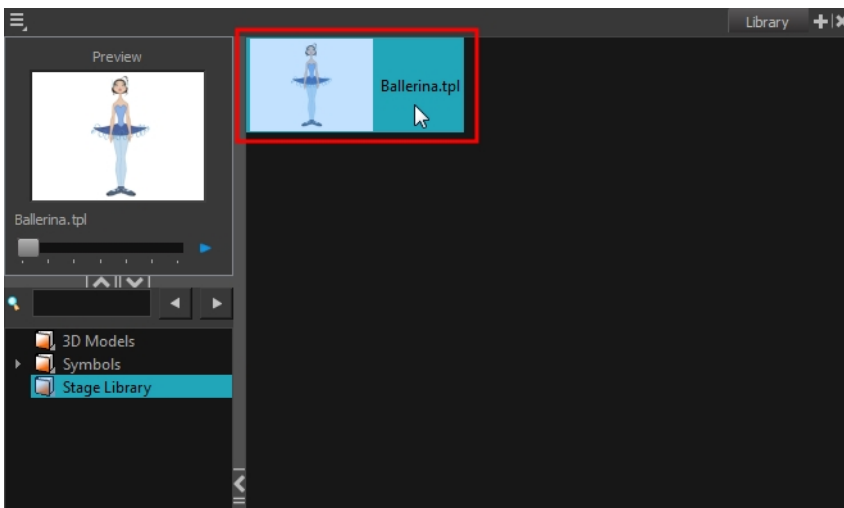 Library
Preview
Ballerina.tpl
Ballerina.tpl
3D Models
Symbols
Stage Library